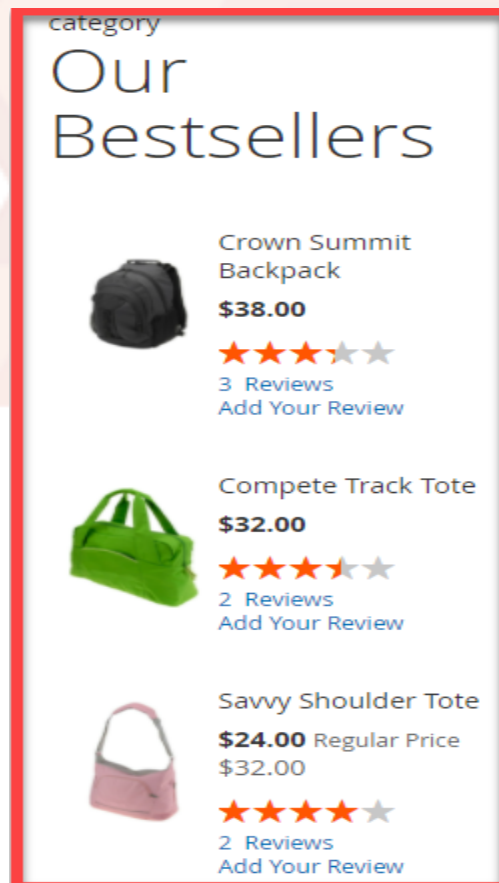 category
Our
Bestsellers
Crown Summit
Backpack
$38.00
3 Reviews
Add Your Review
Compete Track Tote
$32.00
2 Reviews
Add Your Review
Savvy Shoulder Tote
$24.00 Regular Price
$32.00
2 Reviews
Add Your Review